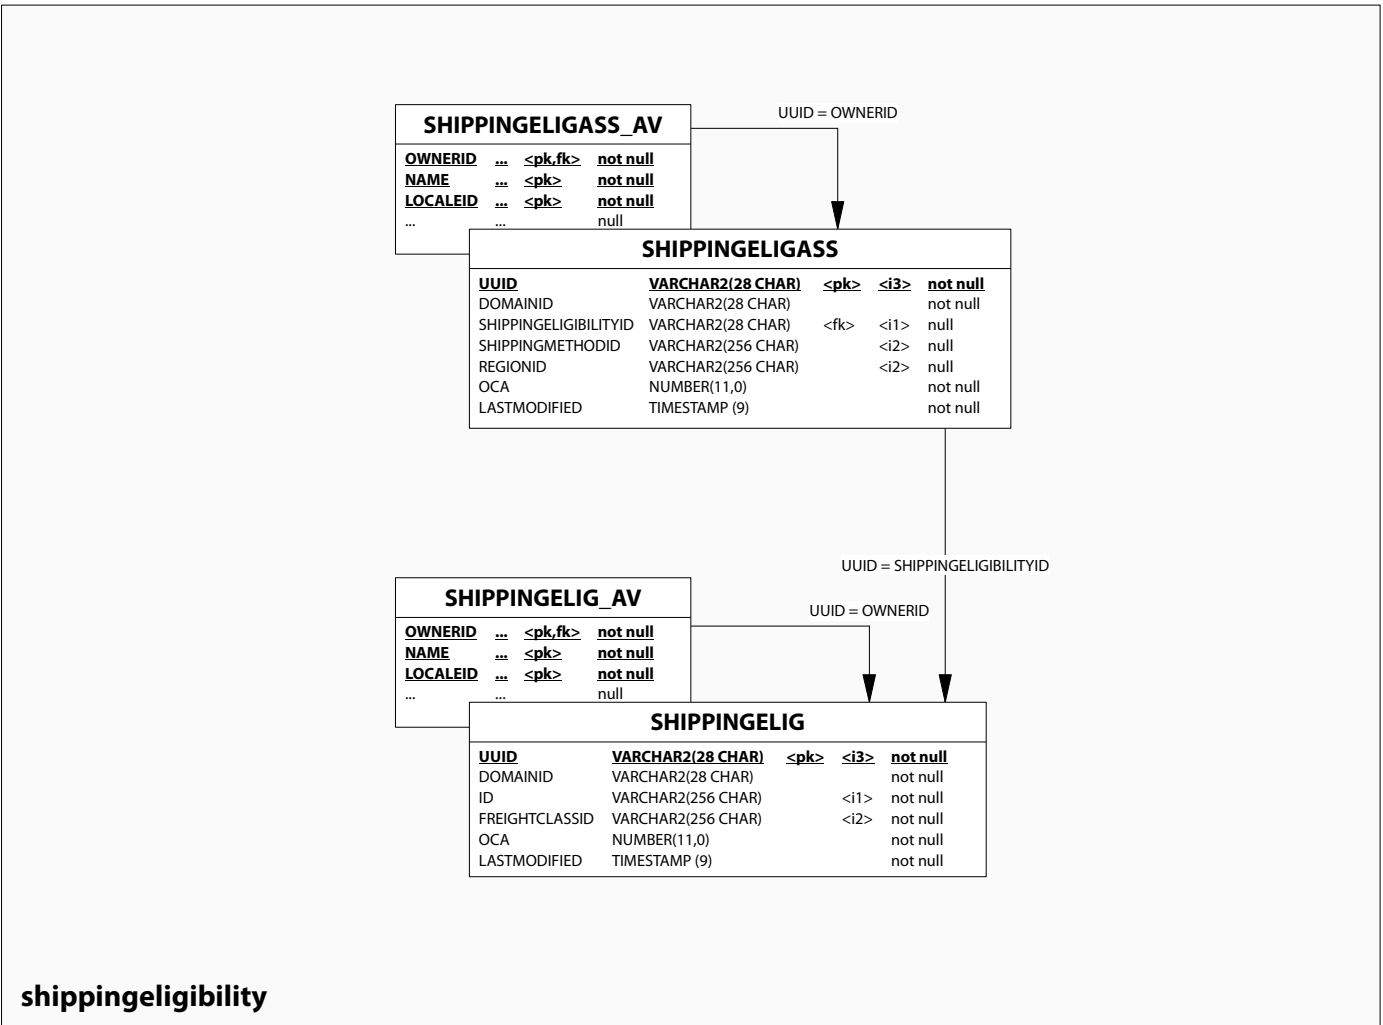 UUID = OWNERID
SHIPPINGELIGASS_AV
OWNERID ... <pk,fk> not null
NAME ... <pk> not null
LOCALEID ... <pk> not null
... ... null
SHIPPINGELIGASS
UUID VARCHAR2(28 CHAR) <pk> <i3> not null
DOMAINID VARCHAR2(28 CHAR) not null
SHIPPINGELIGIBILITYID VARCHAR2(28 CHAR) <fk> <i1> null
SHIPPINGMETHODID VARCHAR2(256 CHAR) <i2> null
REGIONID VARCHAR2(256 CHAR) <i2> null
OCA NUMBER(11,0) not null
LASTMODIFIED TIMESTAMP (9) not null
UUID = SHIPPINGELIGIBILITYID
SHIPPINGELIG_AV
UUID = OWNERID
OWNERID ... <pk,fk> not null
NAME ... <pk> not null
LOCALEID ... <pk> not null
... ... null
SHIPPINGELIG
UUID VARCHAR2(28 CHAR) <pk> <i3> not null
DOMAINID VARCHAR2(28 CHAR) not null
ID VARCHAR2(256 CHAR) <i1> not null
FREIGHTCLASSID VARCHAR2(256 CHAR) <i2> not null
OCA NUMBER(11,0) not null
LASTMODIFIED TIMESTAMP (9) not null
shippingeligibility